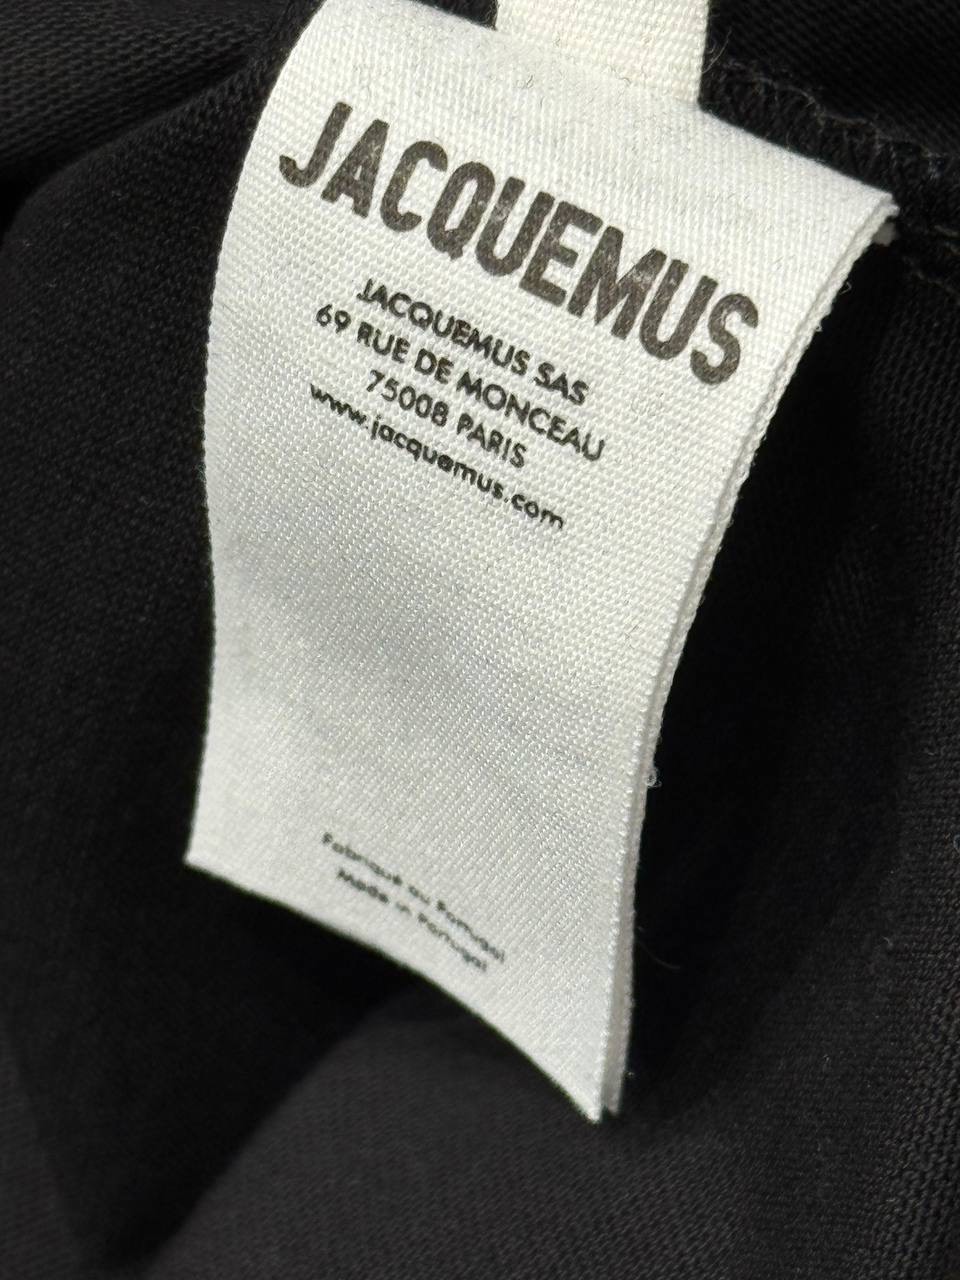 JACQUEMUS
JACQUEMUS SAS
69 RUE DE MONCEAU
75008 PARIS
www.jacquemus.com
Fabriqué au Portugal
Made in Portugal